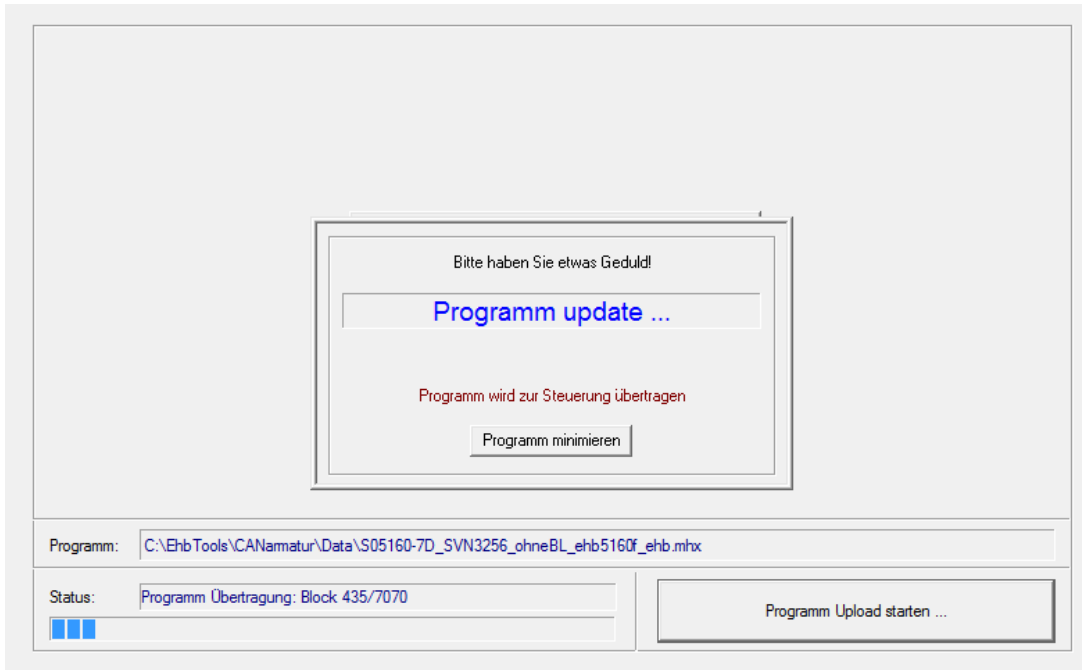 Bitte haben Sie etwas Geduld!
Programm update ...
Programm wird zur Steuerung übertragen
Programm minimieren
Programm: C:\EhbTools\CANarmatur\Data\S05160-7D_SVN3256_ohneBL_ehb5160f_ehb.mhx
Status: Programm Übertragung: Block 435/7070
Programm Upload starten ...